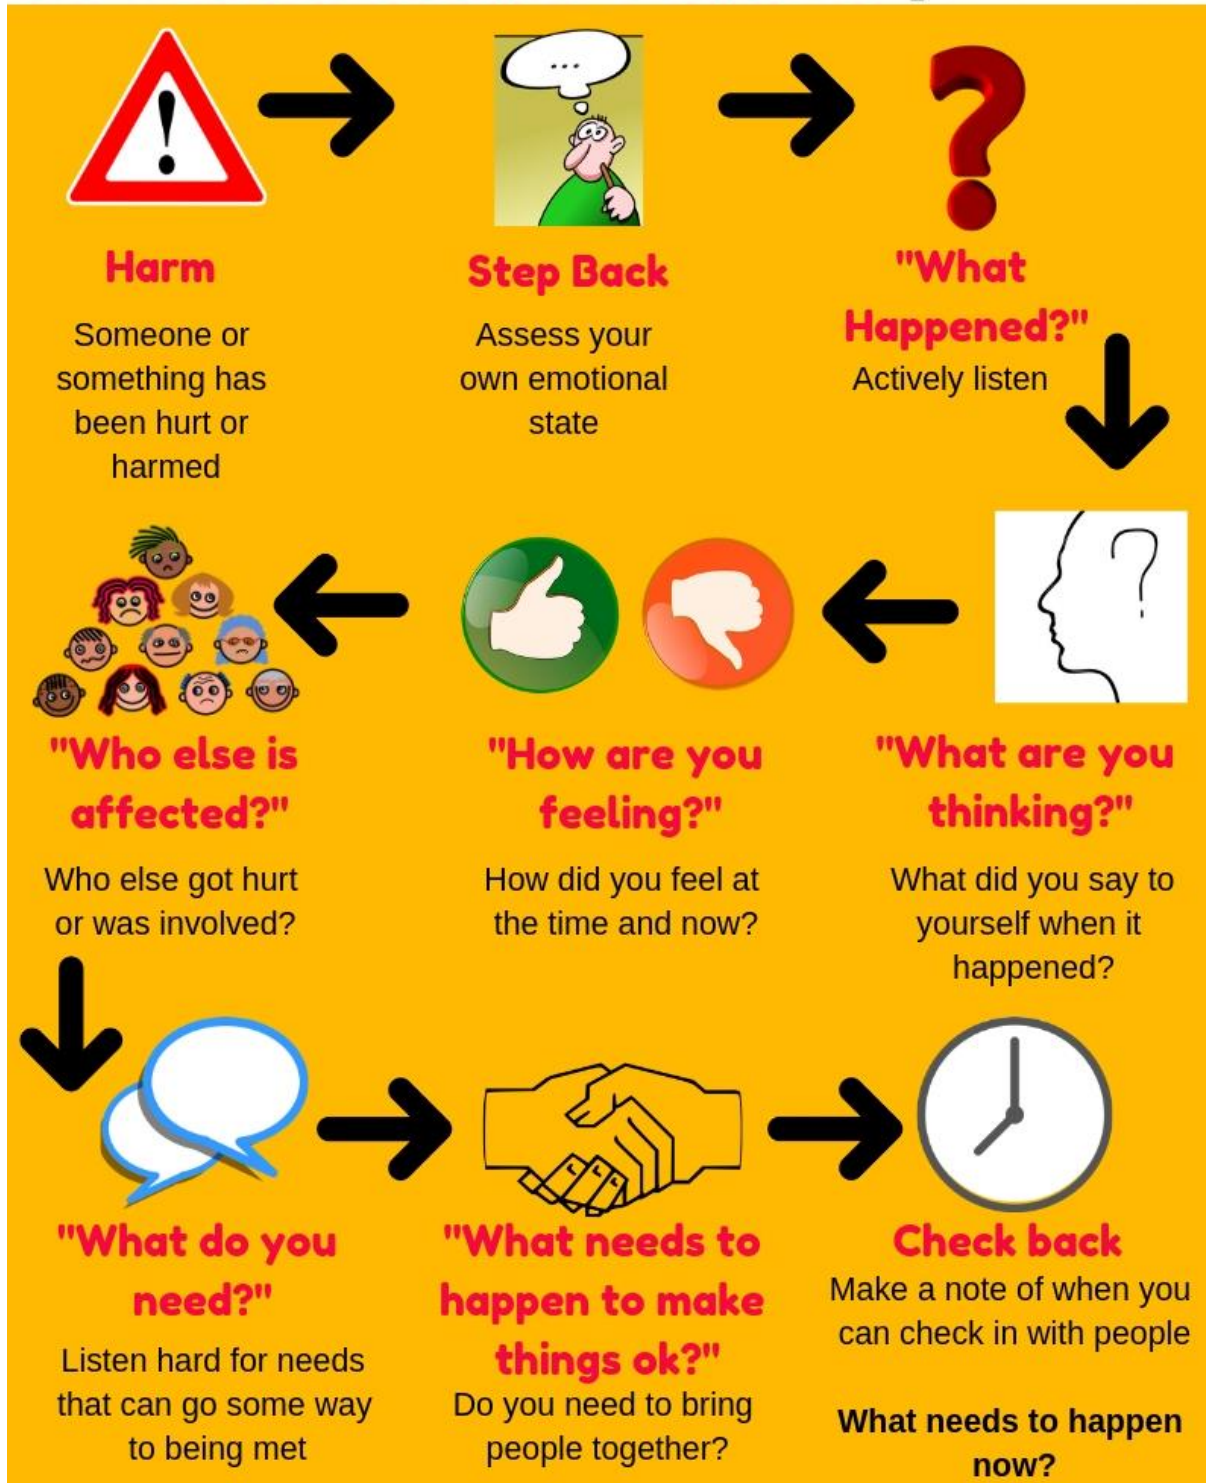 Harm
Someone or
something has
been hurt or
harmed
Step Back
Assess your
own emotional
state
"What
Happened?"
Actively listen
"What are you
thinking?"
What did you say to
yourself when it
happened?
"How are you
feeling?"
How did you feel at
the time and now?
"Who else is
affected?"
Who else got hurt
or was involved?
"What do you
need?"
Listen hard for needs
that can go some way
to being met
"What needs to
happen to make
things ok?"
Do you need to bring
people together?
Check back
Make a note of when you
can check in with people
What needs to happen
now?